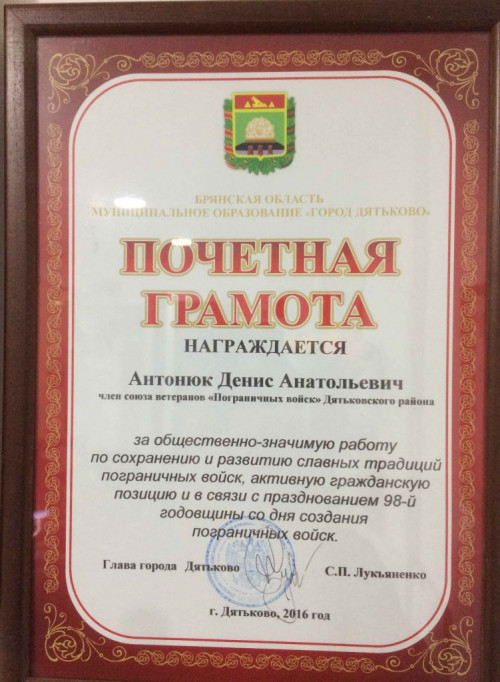 БРЯНСКАЯ ОБЛАСТЬ
МУНИЦИПАЛЬНОЕ ОБРАЗОВАНИЕ «ГОРОД ДЯТЬКОВО»
ПОЧЕТНАЯ
ГРАМОТА
НАГРАЖДАЕТСЯ
Антонюк Денис Анатольевич
член союза ветеранов «Пограничных войск» Дятьковского района
за общественно-значимую работу
по сохранению и развитию славных традиций
пограничных войск, активную гражданскую
позицию и в связи с празднованием 98-й
годовщины со дня создания
пограничных войск.
Глава города Дятьково С.П. Лукьяненко
г. Дятьково, 2016 год